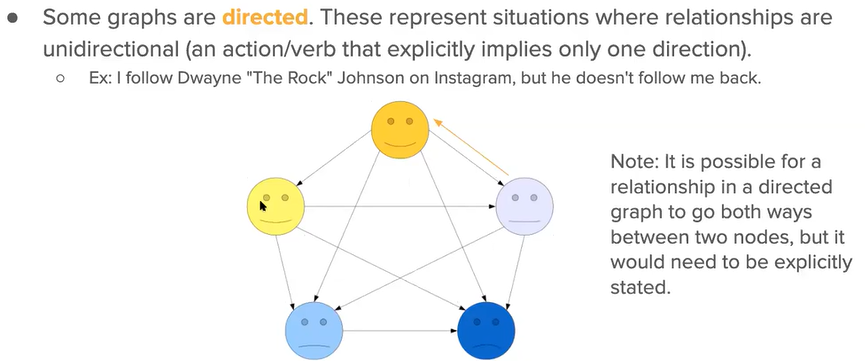 ● Some graphs are directed. These represent situations where relationships are
unidirectional (an action/verb that explicitly implies only one direction).
○ Ex: I follow Dwayne "The Rock" Johnson on Instagram, but he doesn't follow me back.
Note: It is possible for a
relationship in a directed
graph to go both ways
between two nodes, but it
would need to be explicitly
stated.